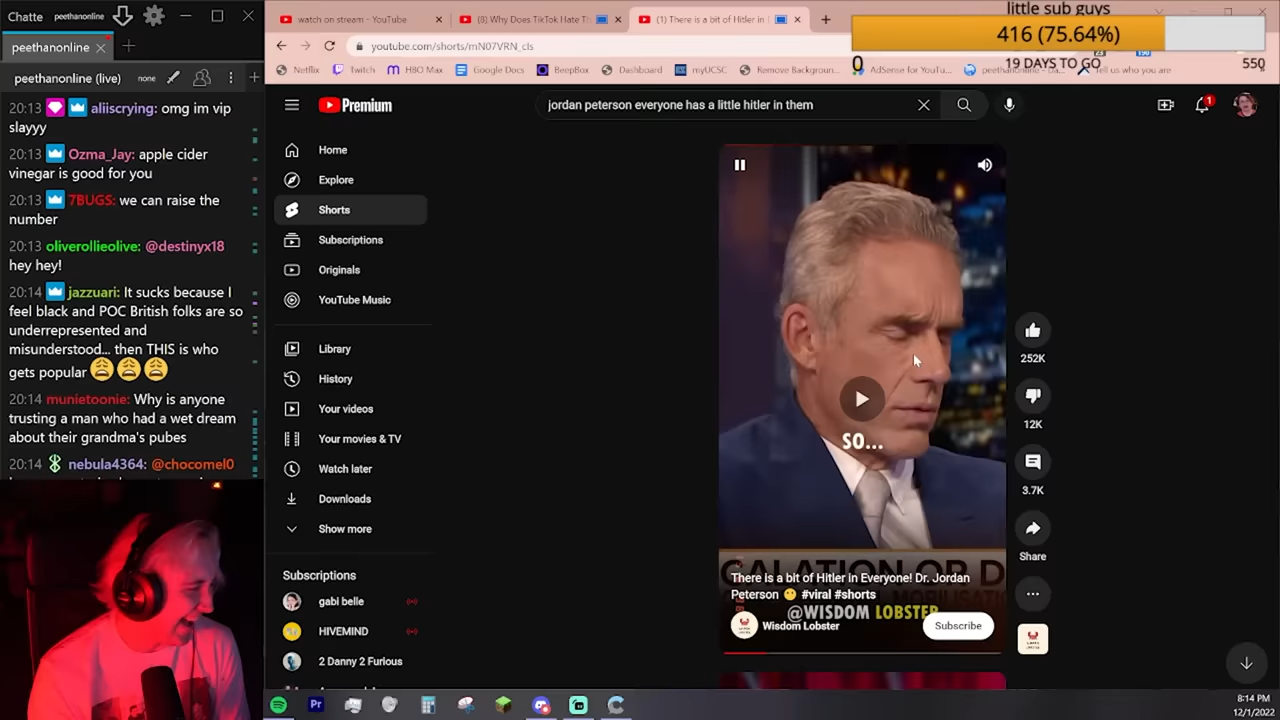 Chatte peethanonline
peethanonline
peethanonline (live) none
20:13 aliiscrying: omg im vip
slayyy
20:13 Ozma_Jay: apple cider
vinegar is good for you
20:13 7BUGS: we can raise the
number
20:13 oliverollieolive: @destinyx18
hey hey!
20:14 jazzuari: It sucks because I
feel black and POC British folks are so
underrepresented and
misunderstood... then THIS is who
gets popular
20:14 munietoonie: Why is anyone
trusting a man who had a wet dream
about their grandma's pubes
20:14 nebula4364: @chocomel0
watch on stream - YouTube
(8) Why Does TikTok Hate T
(1) There is a bit of Hitler in
little sub guys
416 (75.64%)
0 19 DAYS TO GO 550
youtube.com/shorts/mN07VRN_cls
Netflix Twitch HBO Max Google Docs BeepBox Dashboard myUCSC Remove Backgroun... AdSense for YouTu... peethanonline - Tell us who you are
Premium
jordan peterson everyone has a little hitler in them
1
Home
Explore
Shorts
Subscriptions
Originals
YouTube Music
Library
History
Your videos
Your movies & TV
Watch later
Downloads
Show more
Subscriptions
gabi belle
HIVEMIND
2 Danny 2 Furious
SO...
CALATION OR D
There is a bit of Hitler in Everyone! Dr. Jordan
Peterson #viral #shorts
@WISDOM LOBSTER
Wisdom Lobster
Subscribe
252K
12K
3.7K
Share
8:14 PM
12/1/2022